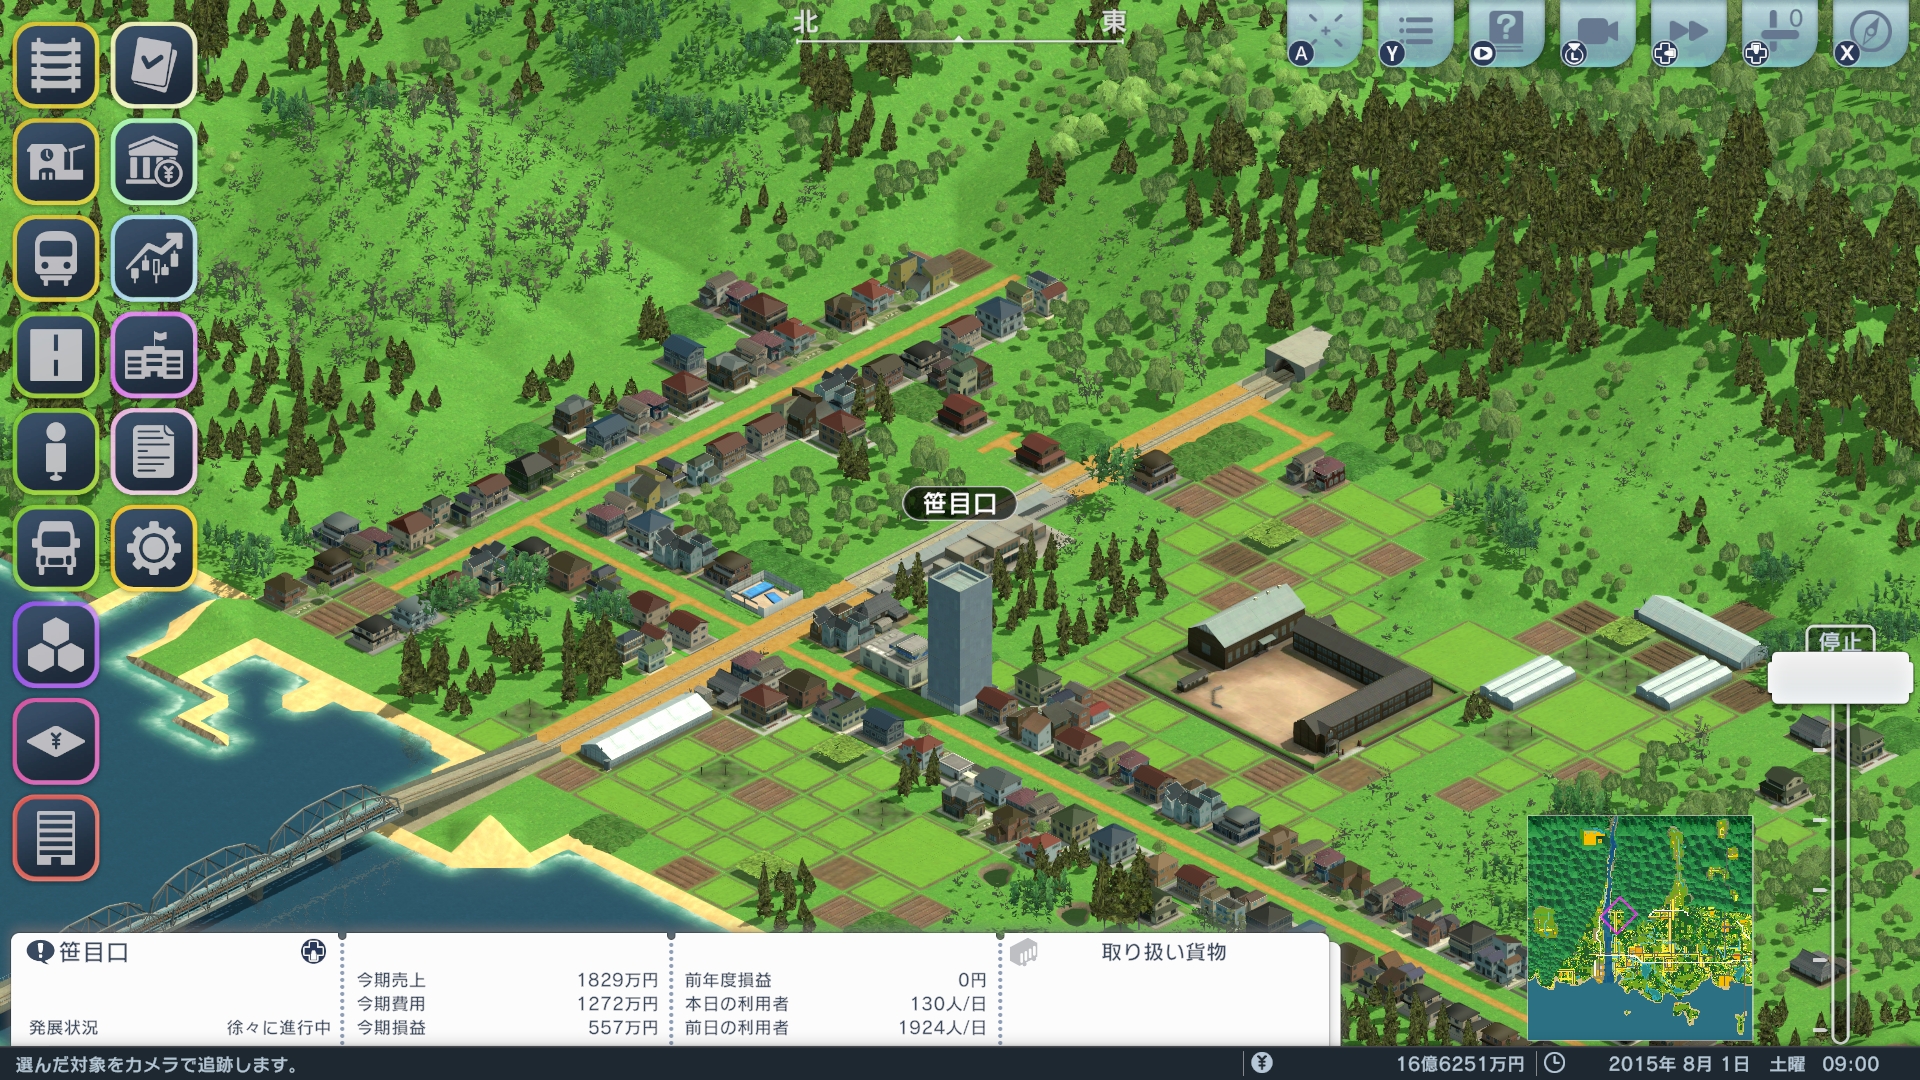 北
東
A
Y
L
0
X
笹目口
停止
笹目口
発展状況 徐々に進行中
今期売上 1829万円
今期費用 1272万円
今期損益 557万円
前年度損益 0円
本日の利用者 130人/日
前日の利用者 1924人/日
取り扱い貨物
選んだ対象をカメラで追跡します。
16億6251万円
2015年 8月 1日 土曜 09:00